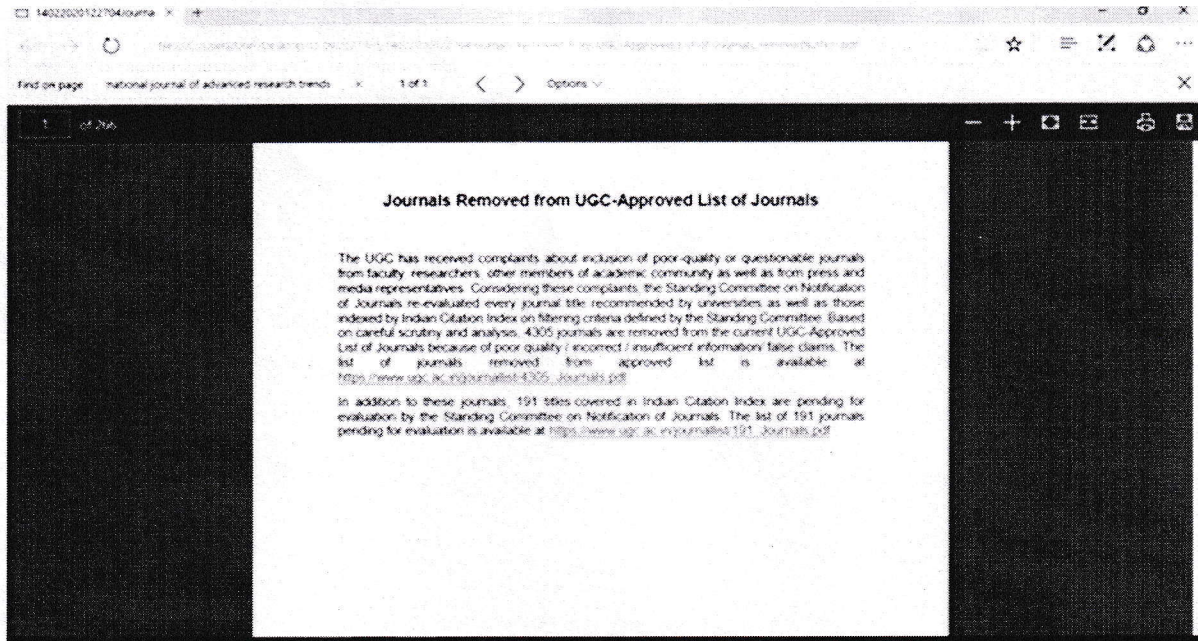 14022020122704Journa × +
Find on page national journal of advanced research trends × 1 of 1 < > Options
1 of 266
Journals Removed from UGC-Approved List of Journals
The UGC has received complaints about inclusion of poor-quality or questionable journals
from faculty, researchers, other members of academic community as well as from press and
media representatives. Considering these complaints, the Standing Committee on Notification
of Journals re-evaluated every journal title recommended by universities as well as those
indexed by Indian Citation Index on filtering criteria defined by the Standing Committee. Based
on careful scrutiny and analysis, 4305 journals are removed from the current UGC-Approved
List of Journals because of poor quality / incorrect / insufficient information/ false claims. The
list of journals removed from approved list is available at
https://www.ugc.ac.in/journallist/4305_Journals.pdf
In addition to these journals, 191 titles covered in Indian Citation Index are pending for
evaluation by the Standing Committee on Notification of Journals. The list of 191 journals
pending for evaluation is available at https://www.ugc.ac.in/journallist/191_Journals.pdf